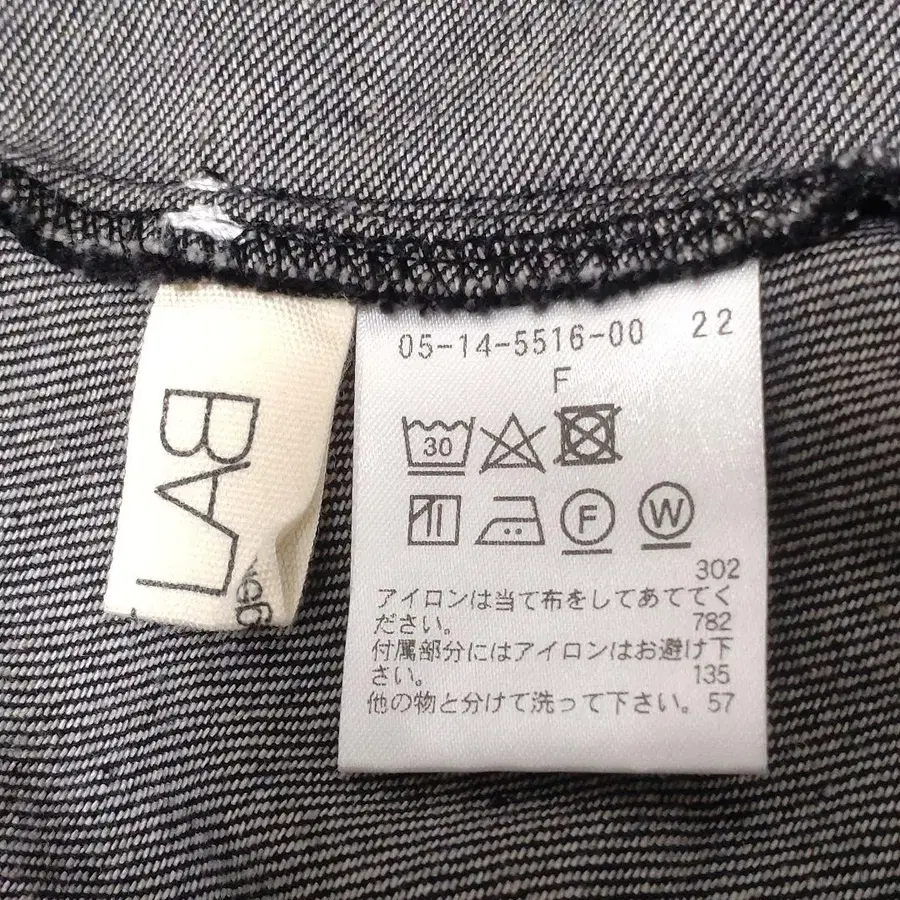 05-14-5516-00 22
F
30
F W
302
アイロンは当て布をしてあててく
ださい。 782
付属部分にはアイロンはお避け下
さい。 135
他の物と分けて洗って下さい。57